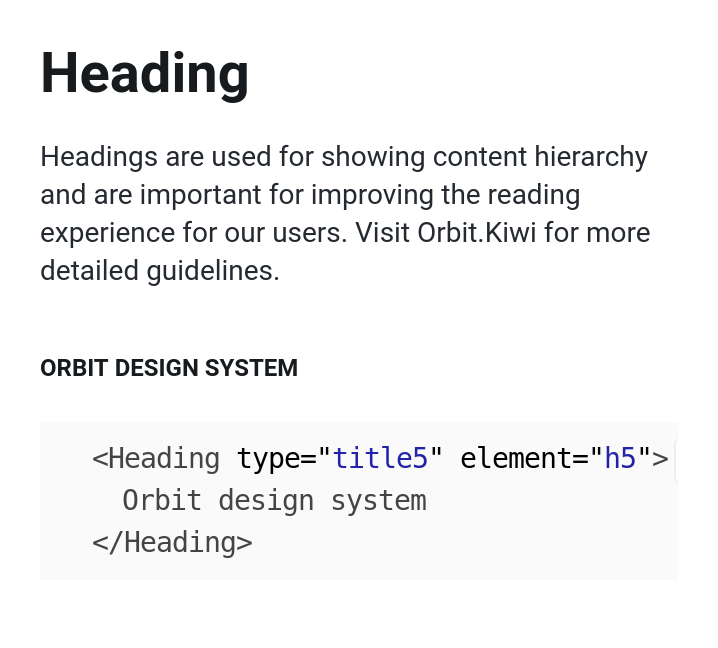 Heading
Headings are used for showing content hierarchy
and are important for improving the reading
experience for our users. Visit Orbit.Kiwi for more
detailed guidelines.
ORBIT DESIGN SYSTEM
<Heading type="title5" element="h5">
Orbit design system
</Heading>